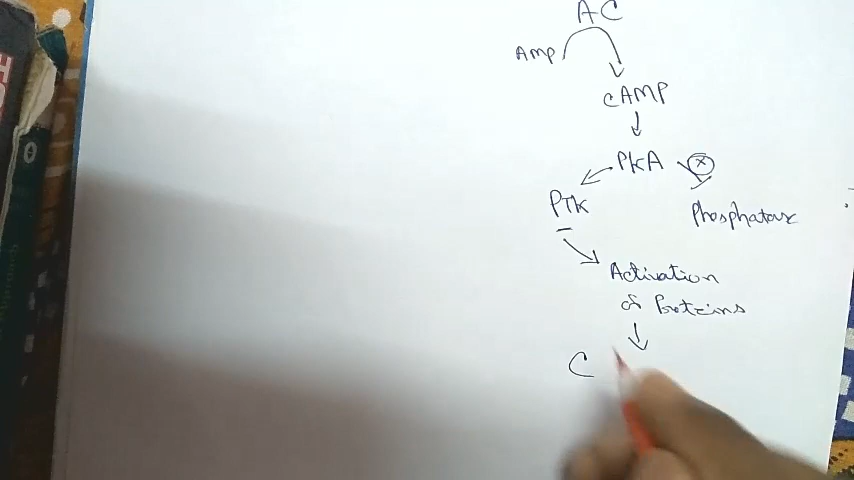 AC
Amp
cAMP
PKA
PTK
Phosphatase
Activation
of Proteins
C